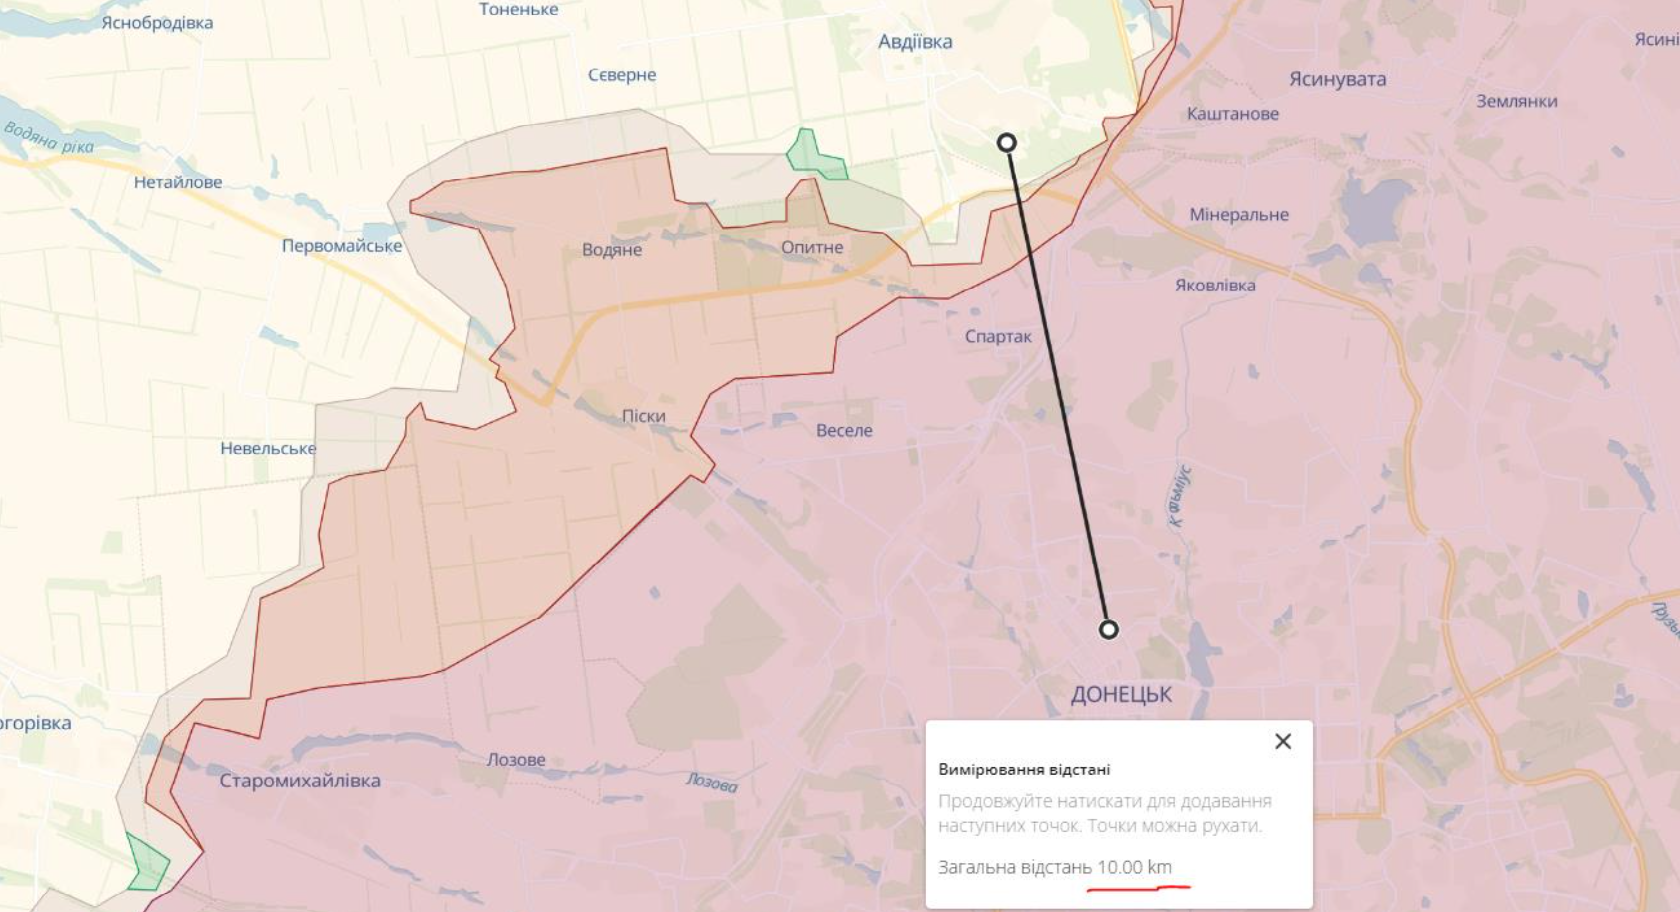 Яснобродівка
Тоненьке
Авдіївка
Сєверне
Ясині
Ясинувата
Землянки
Каштанове
Водяна ріка
Нетайлове
Первомайське
Водяне
Опитне
Мінеральне
Яковлівка
Спартак
Піски
Веселе
Невельське
Кальміус
ДОНЕЦЬК
огорівка
Лозове
Старомихайлівка
Лозова
Вимірювання відстані
Продовжуйте натискати для додавання
наступних точок. Точки можна рухати.
Загальна відстань 10.00 km